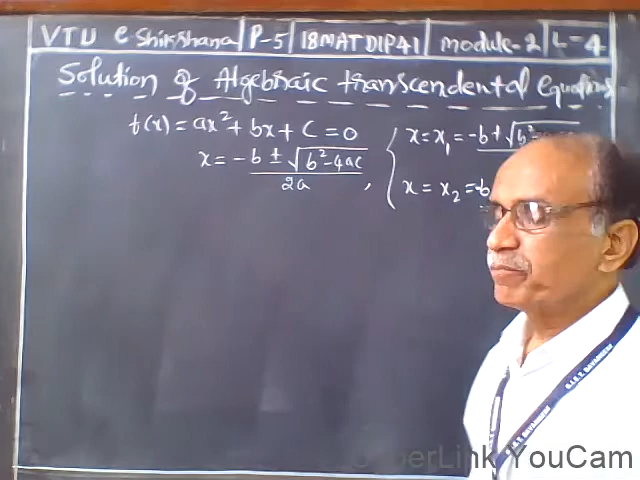 VTU e-Shikshana | P-5 | 18MATDIP41 | module-2 | L-4
Solution of Algebraic transcendental equations
f(x) = ax² + bx + c = 0
x = -b ± √b²-4ac / 2a ,
x = x₁ = -b + √b²
x = x₂ = -b
YouCam